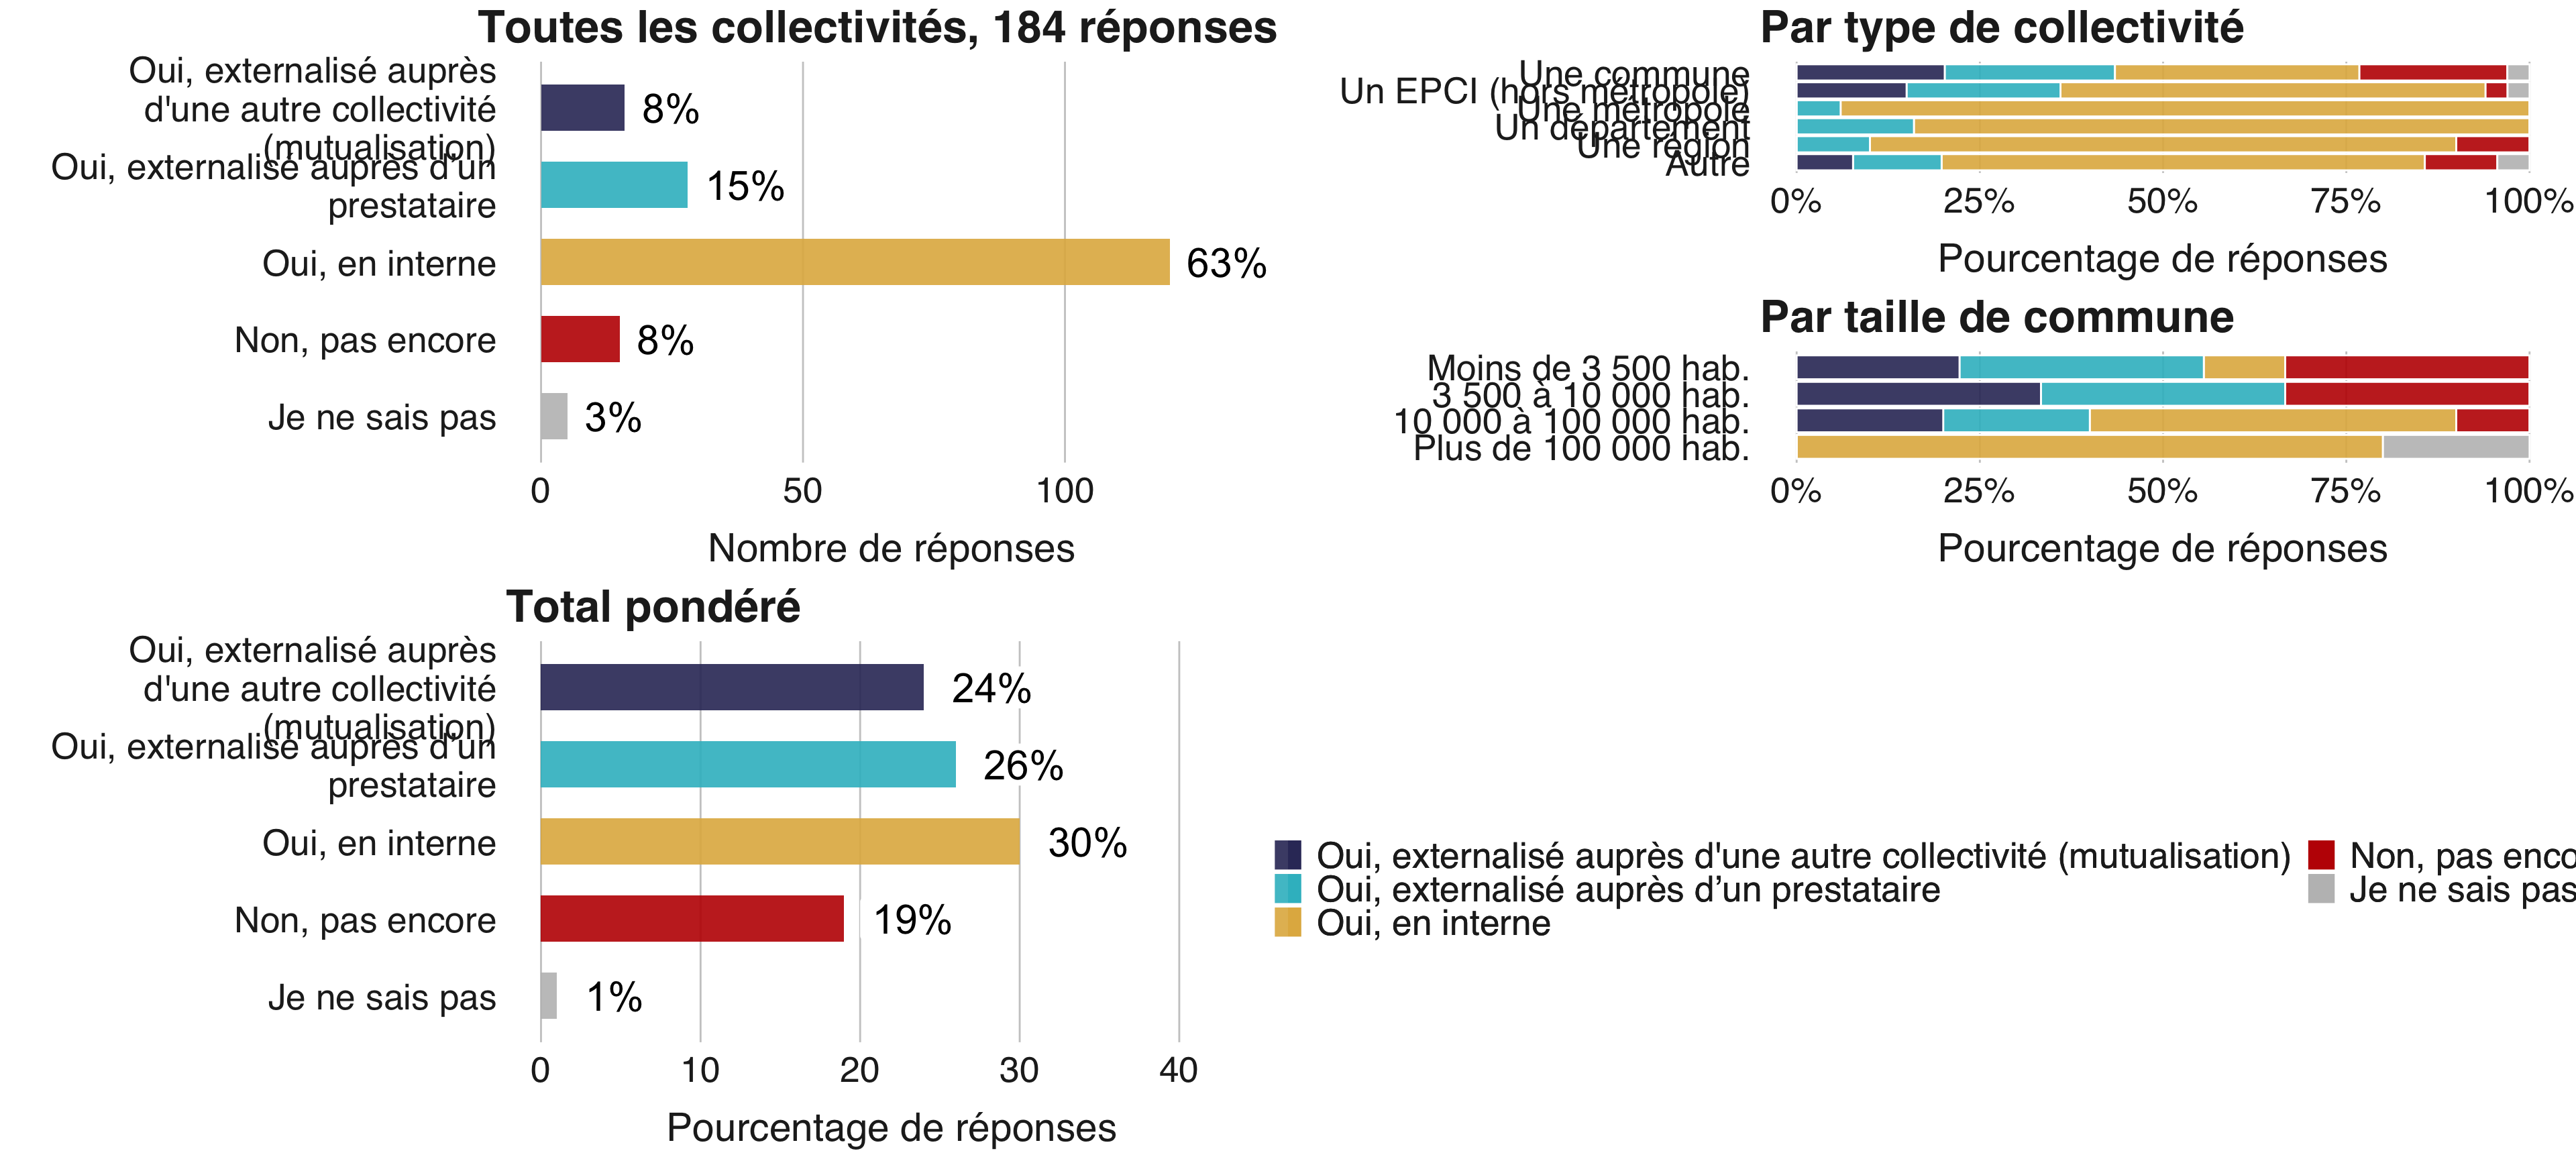 Toutes les collectivités, 184 réponses
Oui, externalisé auprès
d'une autre collectivité
(mutualisation)
Oui, externalisé auprès d’un
prestataire
Oui, en interne
Non, pas encore
Je ne sais pas
8%
15%
63%
8%
3%
0 50 100
Nombre de réponses
Par type de collectivité
Une commune
Un EPCI (hors métropole)
Une métropole
Un département
Une région
Autre
0% 25% 50% 75% 100%
Pourcentage de réponses
Par taille de commune
Moins de 3 500 hab.
3 500 à 10 000 hab.
10 000 à 100 000 hab.
Plus de 100 000 hab.
0% 25% 50% 75% 100%
Pourcentage de réponses
Total pondéré
Oui, externalisé auprès
d'une autre collectivité
(mutualisation)
Oui, externalisé auprès d’un
prestataire
Oui, en interne
Non, pas encore
Je ne sais pas
24%
26%
30%
19%
1%
0 10 20 30 40
Pourcentage de réponses
Oui, externalisé auprès d'une autre collectivité (mutualisation)
Oui, externalisé auprès d’un prestataire
Oui, en interne
Non, pas enco
Je ne sais pas